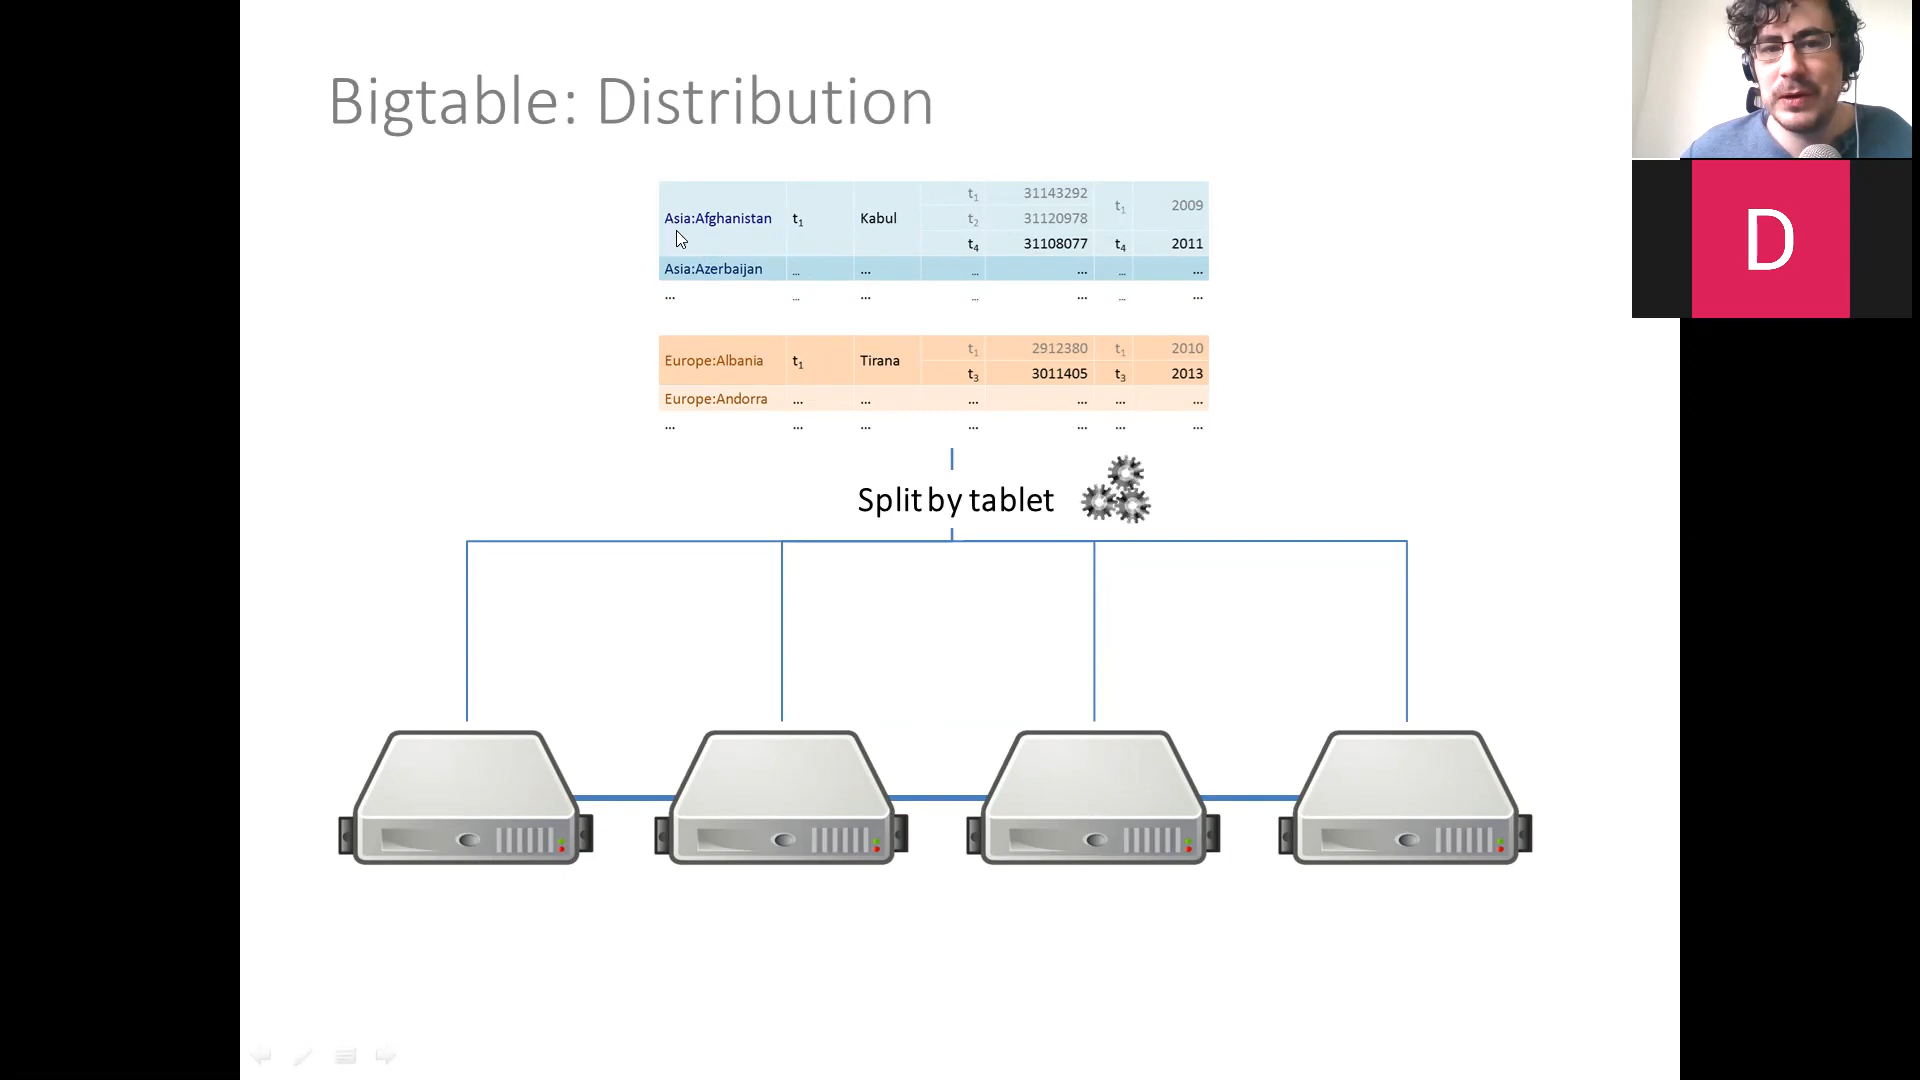 Bigtable: Distribution
Asia:Afghanistan t1 Kabul t1 31143292 t1 2009
t2 31120978
t4 31108077 t4 2011
Asia:Azerbaijan ... ... ... ... ... ...
... ... ... ... ... ... ...
Europe:Albania t1 Tirana t1 2912380 t1 2010
t3 3011405 t3 2013
Europe:Andorra ... ... ... ... ... ...
... ... ... ... ... ... ...
Split by tablet
D